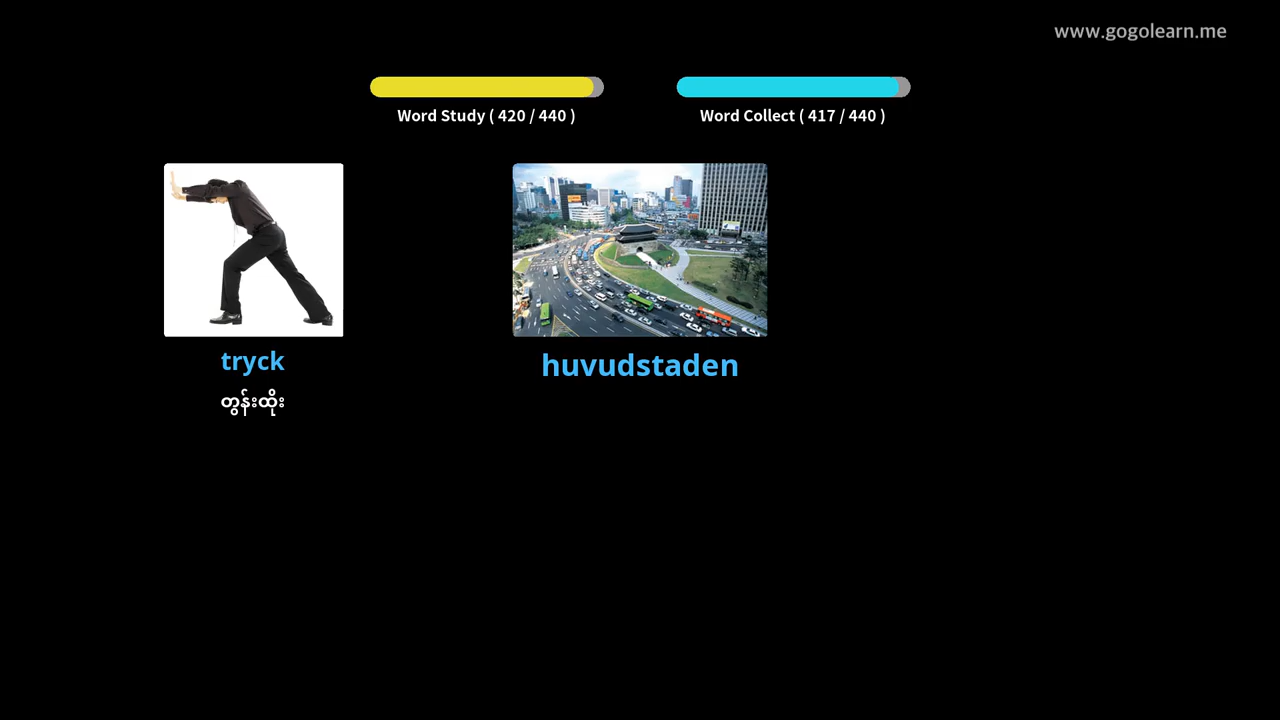 www.gogolearn.me
Word Study ( 420 / 440 )
Word Collect ( 417 / 440 )
tryck
huvudstaden
တွန်းထိုး